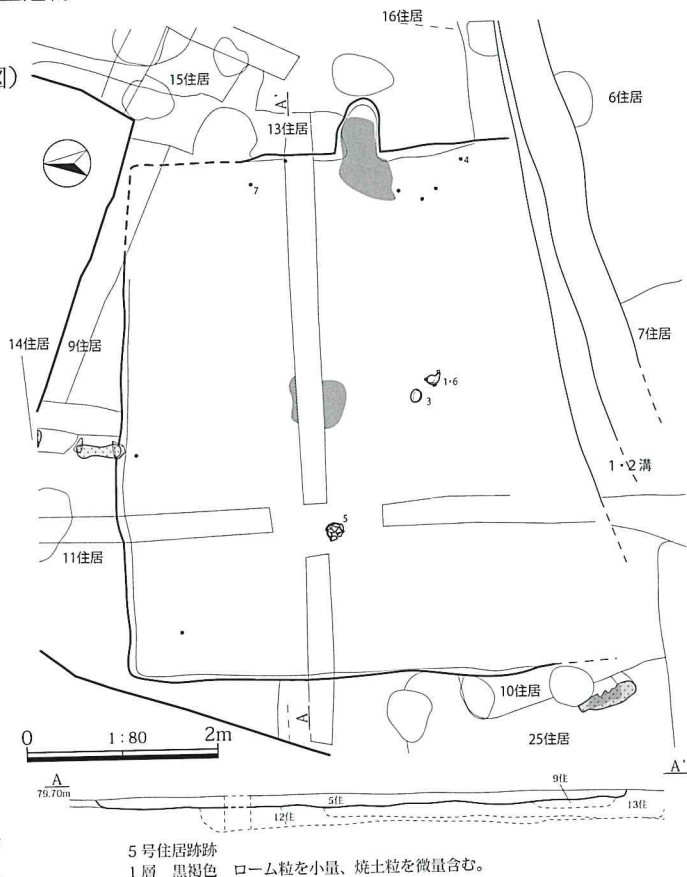 16住居
図)
15住居
A'
6住居
13住居
4
7
14住居
9住居
7住居
1・6
3
1・2溝
5
11住居
10住居
A
25住居
0 1:80 2m
A A'
79.70m
9住
5住
13住
12住
5号住居跡跡
1層 黒褐色 ローム粒を小量、焼土粒を微量含む。